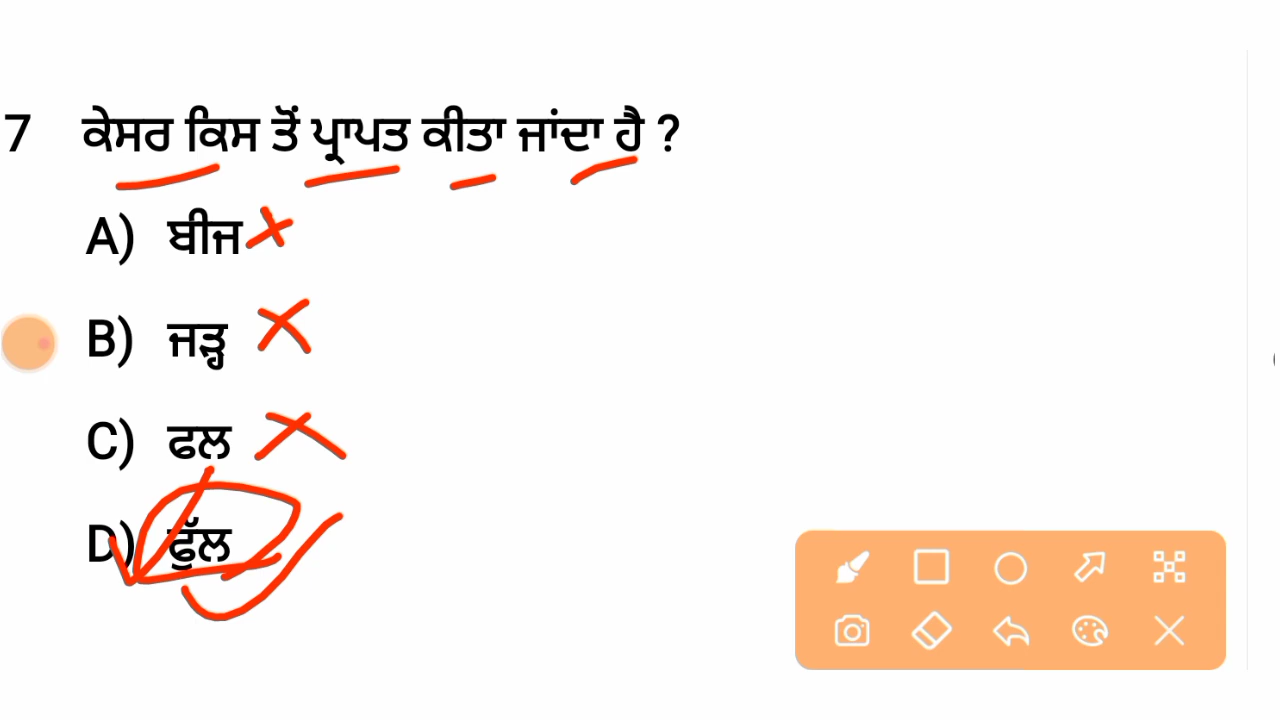 7 ਕੇਸਰ ਕਿਸ ਤੋਂ ਪ੍ਰਾਪਤ ਕੀਤਾ ਜਾਂਦਾ ਹੈ ?
A) ਬੀਜ
B) ਜੜ੍ਹ
C) ਫਲ
D) ਫੁੱਲ